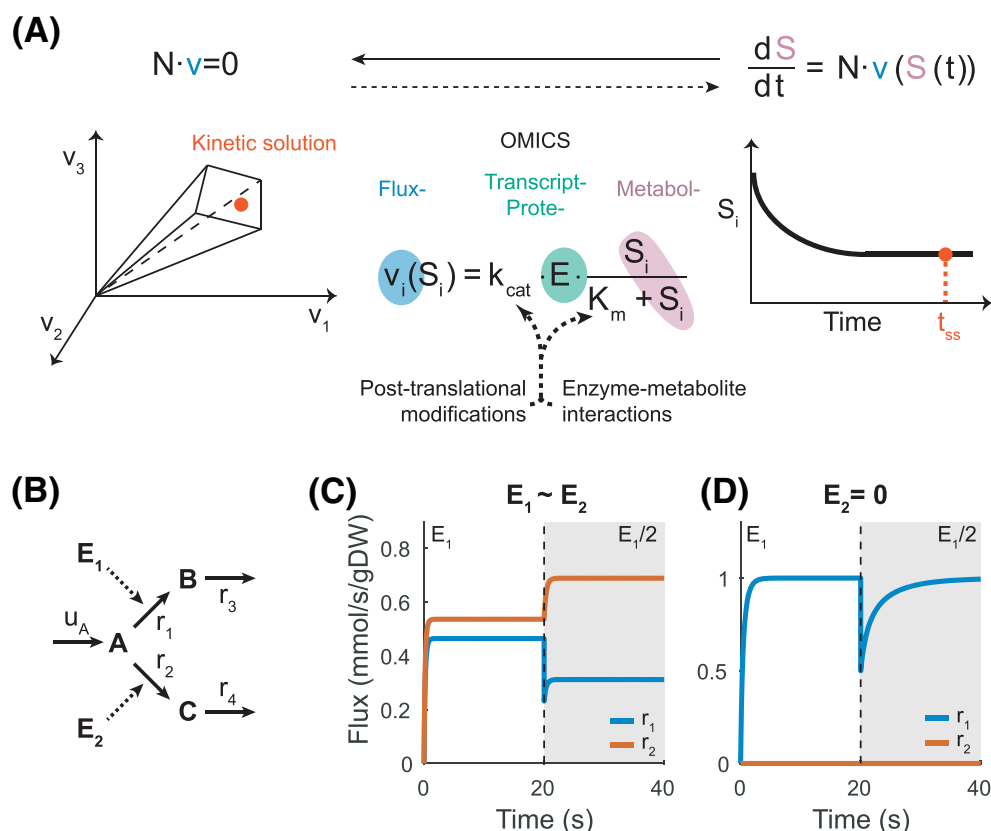 (A)
N·v=0
dS/dt = N·v(S(t))
v3
Kinetic solution
v2
v1
OMICS
Flux-
Transcript-
Prote-
Metabol-
vi(Si) = kcat · E · Si / Km + Si
Post-translational
modifications
Enzyme-metabolite
interactions
Si
Time
tss
(B)
E1
B
r3
uA
A
r1
r2
C
r4
E2
(C)
E1 ~ E2
E1
E1/2
Flux (mmol/s/gDW)
0.8
0.6
0.4
0.2
0
r1
r2
0
20
40
Time (s)
(D)
E2= 0
E1
E1/2
1
0.5
0
r1
r2
0
20
40
Time (s)